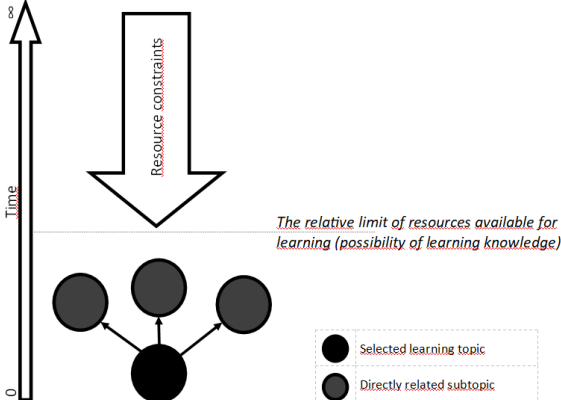 ∞
Resource constraints
Time
The relative limit of resources available for
learning (possibility of learning knowledge)
Selected learning topic
Directly related subtopic
0